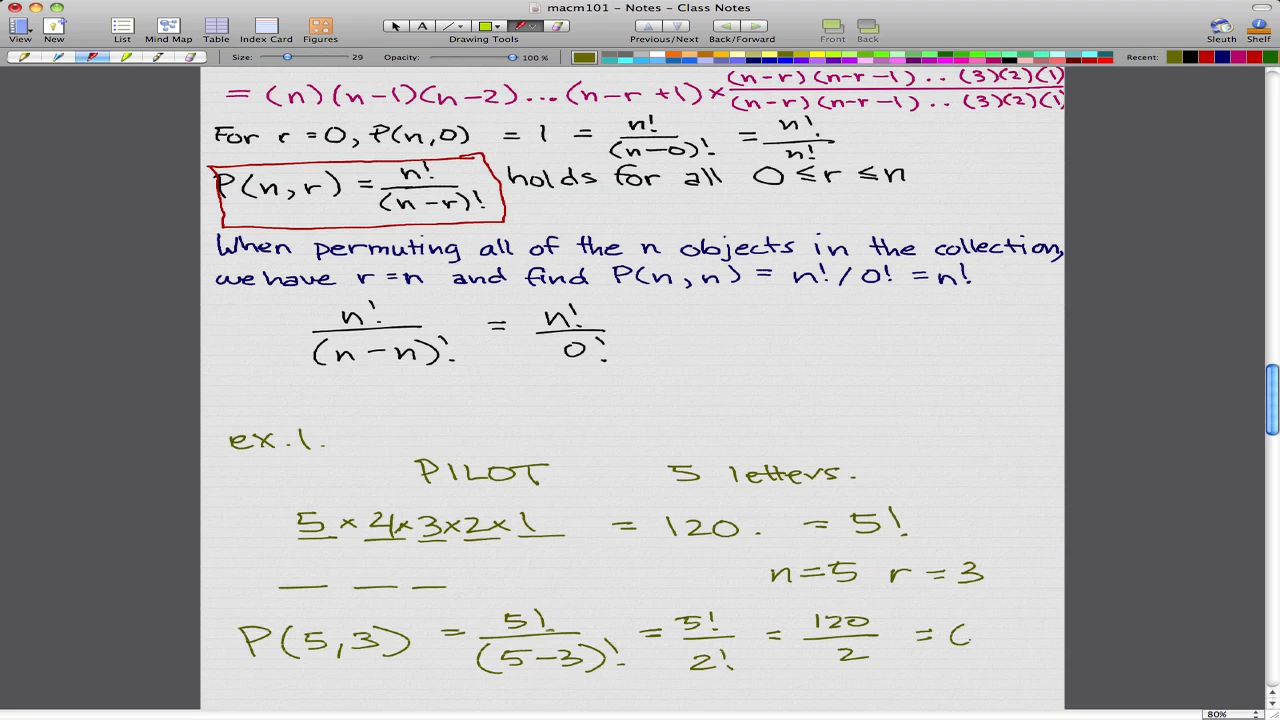 macm101 - Notes - Class Notes
View New List Mind Map Table Index Card Figures Drawing Tools Previous/Next Back/Forward Front Back Sleuth Shelf
Size: 29 Opacity: 100 % Recent:
= (n)(n-1)(n-2)...(n-r+1) × (n-r)(n-r-1)..(3)(2)(1) / (n-r)(n-r-1)..(3)(2)(1)
For r=0, P(n,0) = 1 = n! / (n-0)! = n! / n!
P(n,r) = n! / (n-r)! holds for all 0 ≤ r ≤ n
When permuting all of the n objects in the collection,
we have r=n and find P(n,n) = n!/0! = n!
n! / (n-n)! = n! / 0!
ex.1.
PILOT 5 letters.
5 × 4 × 3 × 2 × 1 = 120. = 5!
n=5 r=3
P(5,3) = 5! / (5-3)! = 5! / 2! = 120 / 2 =
80%